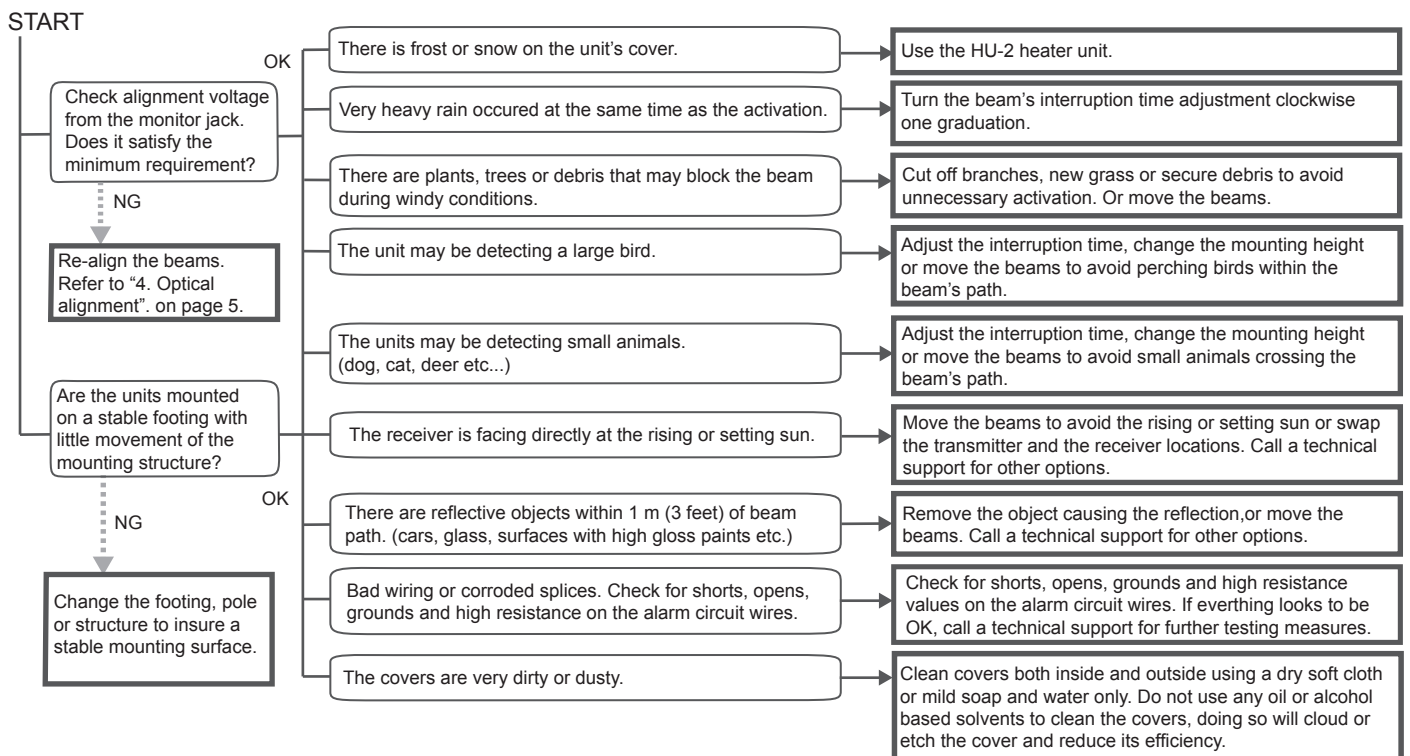 START
OK
Check alignment voltage
from the monitor jack.
Does it satisfy the
minimum requirement?
NG
Re-align the beams.
Refer to “4. Optical
alignment”. on page 5.
Are the units mounted
on a stable footing with
little movement of the
mounting structure?
OK
NG
Change the footing, pole
or structure to insure a
stable mounting surface.
There is frost or snow on the unit’s cover.
Use the HU-2 heater unit.
Very heavy rain occured at the same time as the activation.
Turn the beam’s interruption time adjustment clockwise
one graduation.
There are plants, trees or debris that may block the beam
during windy conditions.
Cut off branches, new grass or secure debris to avoid
unnecessary activation. Or move the beams.
The unit may be detecting a large bird.
Adjust the interruption time, change the mounting height
or move the beams to avoid perching birds within the
beam’s path.
The units may be detecting small animals.
(dog, cat, deer etc...)
Adjust the interruption time, change the mounting height
or move the beams to avoid small animals crossing the
beam’s path.
The receiver is facing directly at the rising or setting sun.
Move the beams to avoid the rising or setting sun or swap
the transmitter and the receiver locations. Call a technical
support for other options.
There are reflective objects within 1 m (3 feet) of beam
path. (cars, glass, surfaces with high gloss paints etc.)
Remove the object causing the reflection,or move the
beams. Call a technical support for other options.
Bad wiring or corroded splices. Check for shorts, opens,
grounds and high resistance on the alarm circuit wires.
Check for shorts, opens, grounds and high resistance
values on the alarm circuit wires. If everthing looks to be
OK, call a technical support for further testing measures.
The covers are very dirty or dusty.
Clean covers both inside and outside using a dry soft cloth
or mild soap and water only. Do not use any oil or alcohol
based solvents to clean the covers, doing so will cloud or
etch the cover and reduce its efficiency.